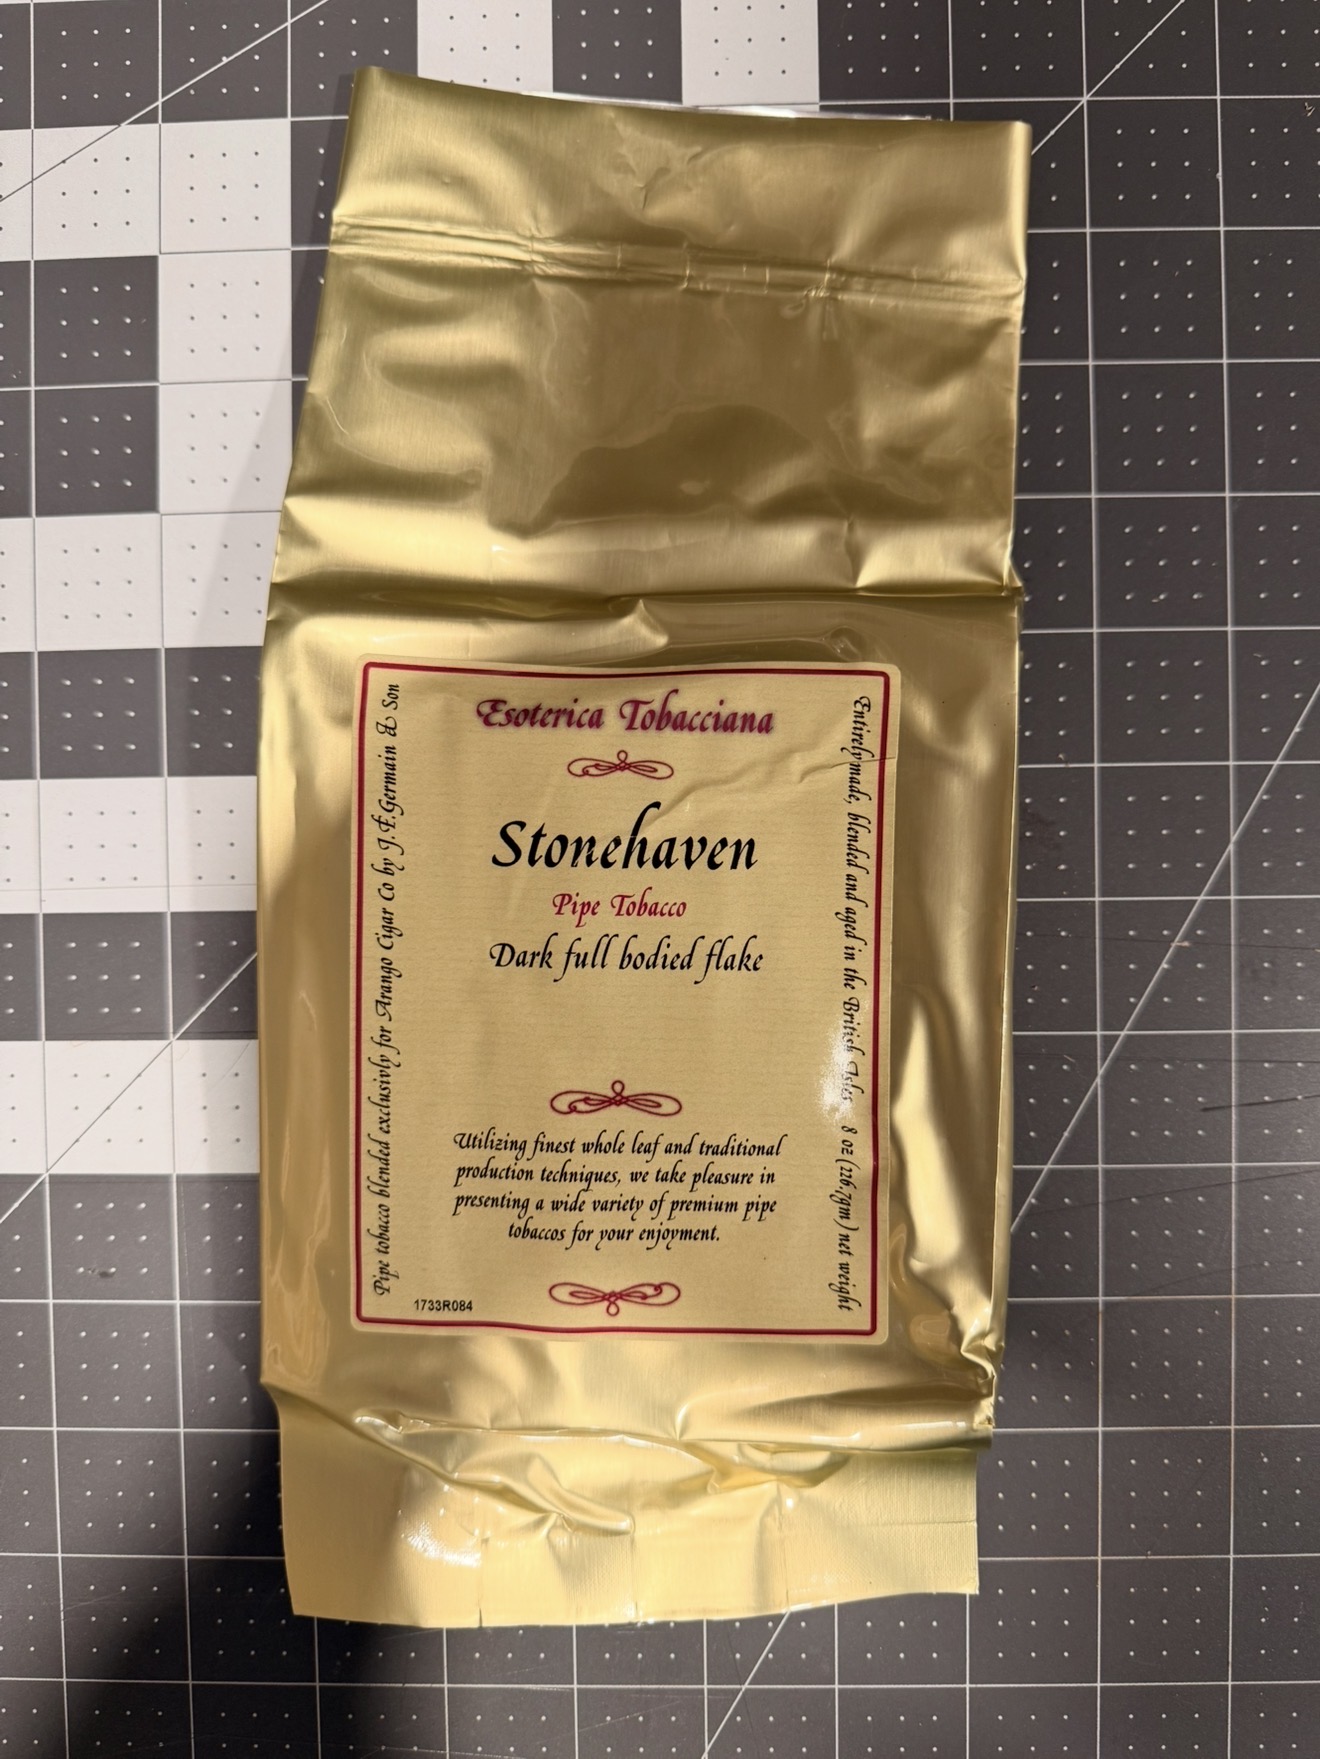 Esoterica Tobacciana
Stonehaven
Pipe Tobacco
Dark full bodied flake
Utilizing finest whole leaf and traditional
production techniques, we take pleasure in
presenting a wide variety of premium pipe
tobaccos for your enjoyment.
1733R084
Pipe tobacco blended exclusivly for Arango Cigar Co by J.F.Germain & Son
Entirely made, blended and aged in the British Isles 8 oz (226,7gm) net weight